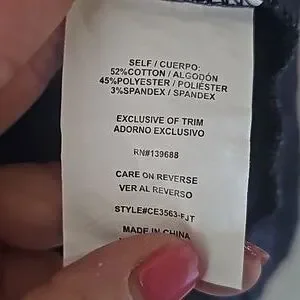 SELF / CUERPO:
52%COTTON / ALGODÓN
45%POLYESTER / POLIÉSTER
3%SPANDEX / SPANDEX
EXCLUSIVE OF TRIM
ADORNO EXCLUSIVO
RN#139688
CARE ON REVERSE
VER AL REVERSO
STYLE#CE3563-FJT
MADE IN CHINA